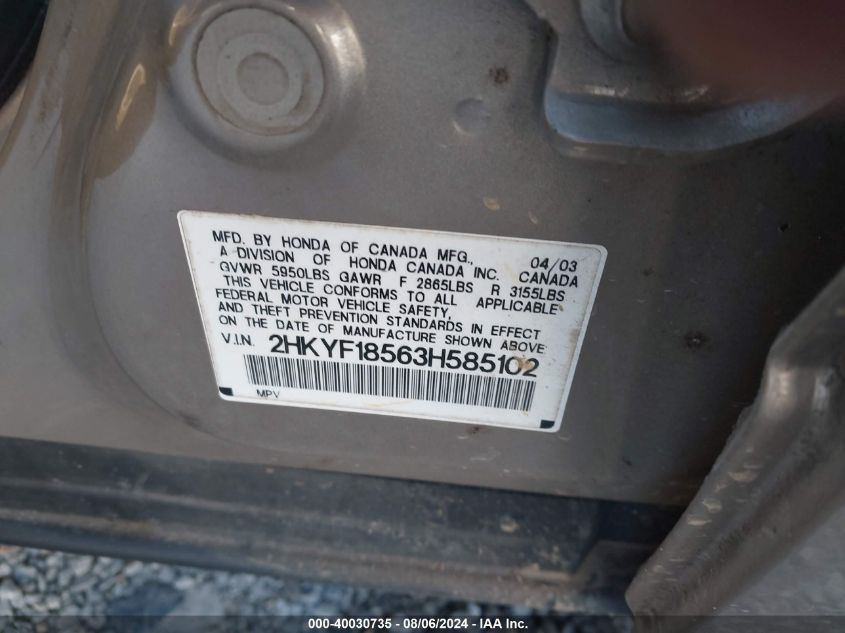 MFD. BY HONDA OF CANADA MFG., 04/03
A DIVISION OF HONDA CANADA INC. CANADA
GVWR 5950LBS GAWR F 2865LBS R 3155LBS
THIS VEHICLE CONFORMS TO ALL APPLICABLE
FEDERAL MOTOR VEHICLE SAFETY,
AND THEFT PREVENTION STANDARDS IN EFFECT
ON THE DATE OF MANUFACTURE SHOWN ABOVE
V.I.N. 2HKYF18563H585102
MPV
000-40030735 - 08/06/2024 - IAA Inc.